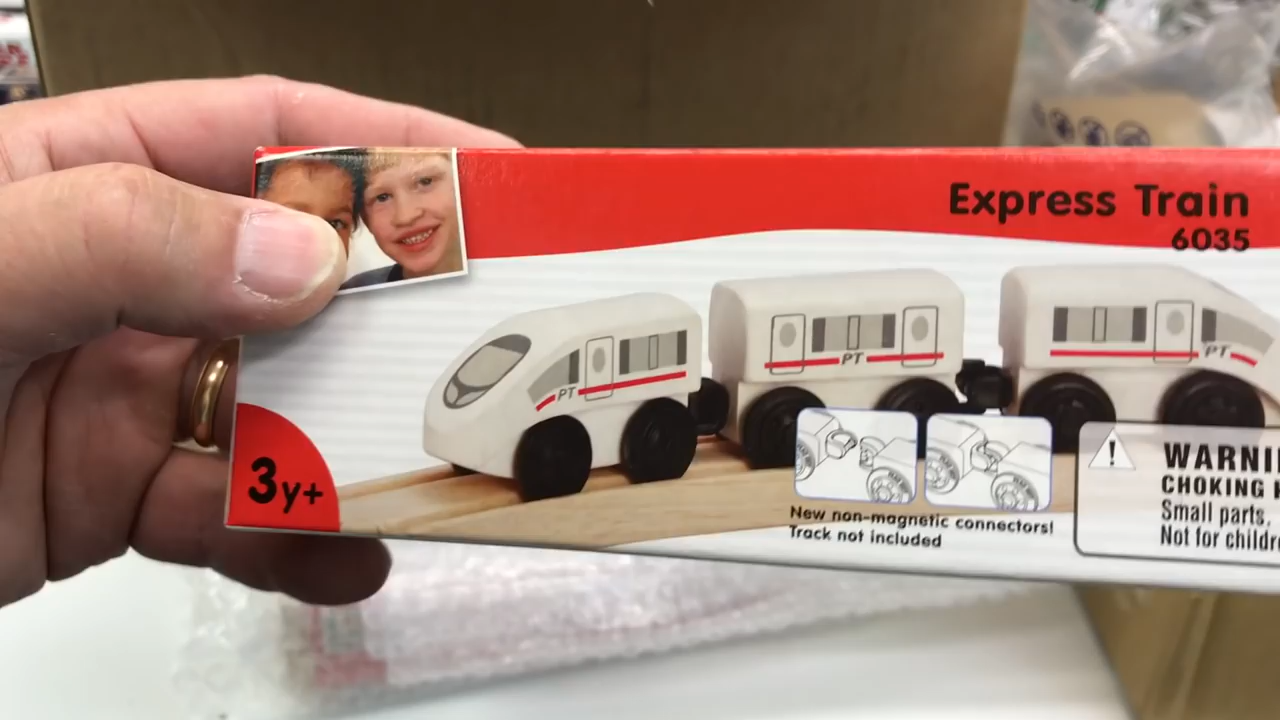 Express Train
6035
PT
PT
PT
3y+
New non-magnetic connectors!
Track not included
WARNI
CHOKING
Small parts.
Not for childre